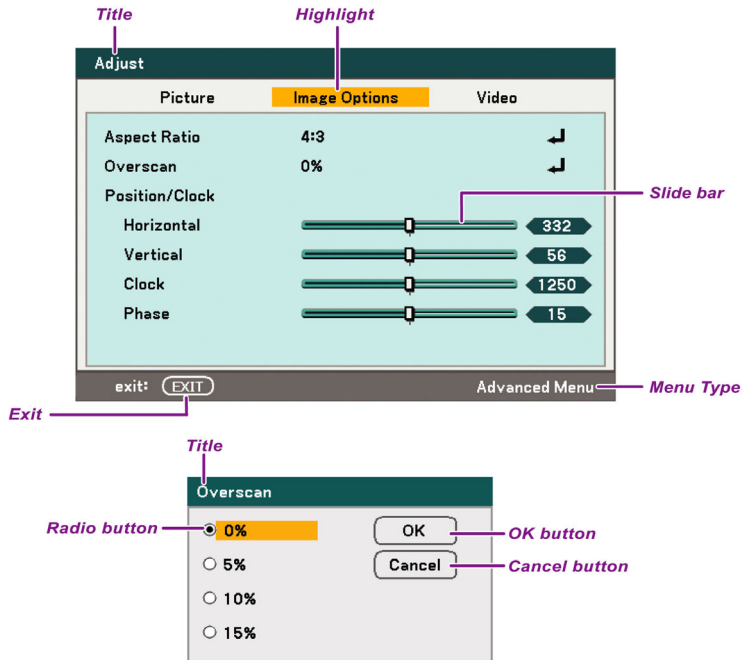 Title Highlight
Adjust
Picture Image Options Video
Aspect Ratio 4:3
Overscan 0%
Position/Clock Slide bar
Horizontal 332
Vertical 56
Clock 1250
Phase 15
exit: EXIT Advanced Menu Menu Type
Exit
Title
Overscan
Radio button 0% OK OK button
5% Cancel Cancel button
10%
15%